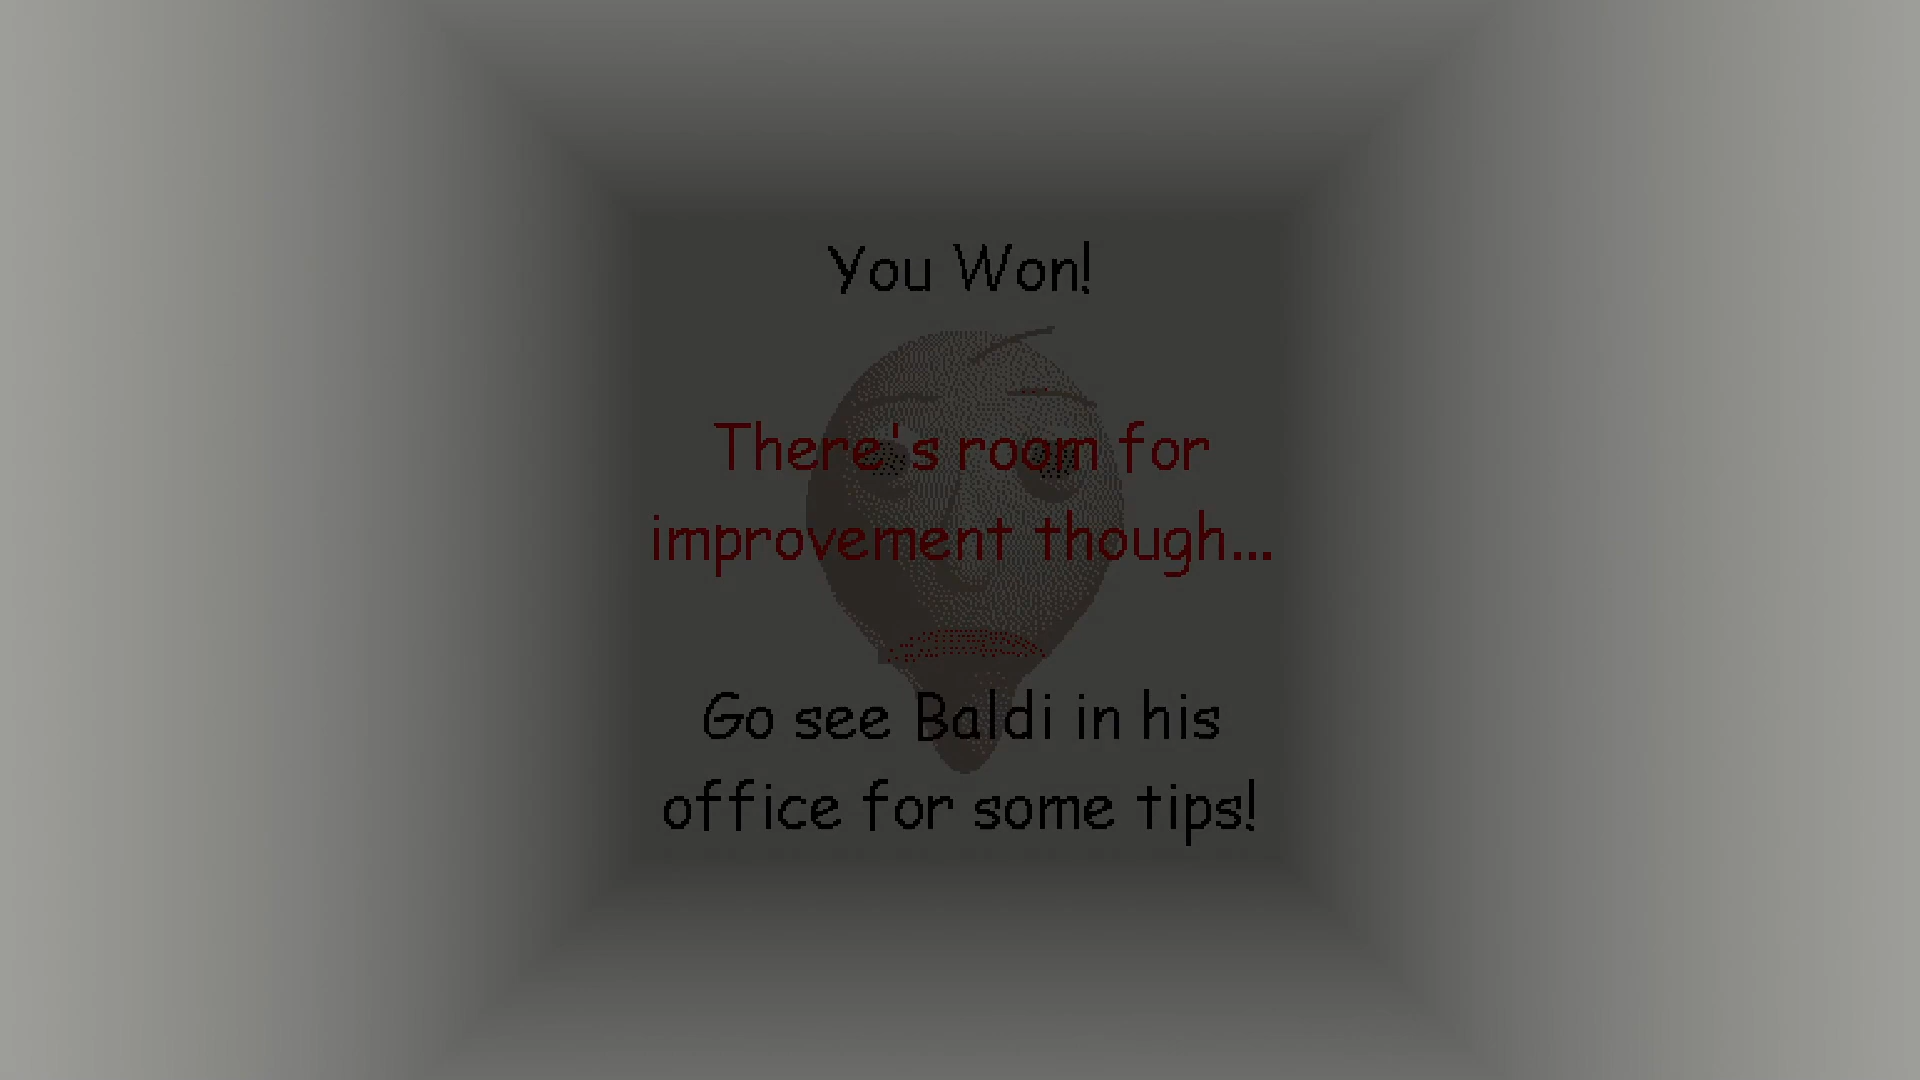 You Won!
There's room for
improvement though...
Go see Baldi in his
office for some tips!